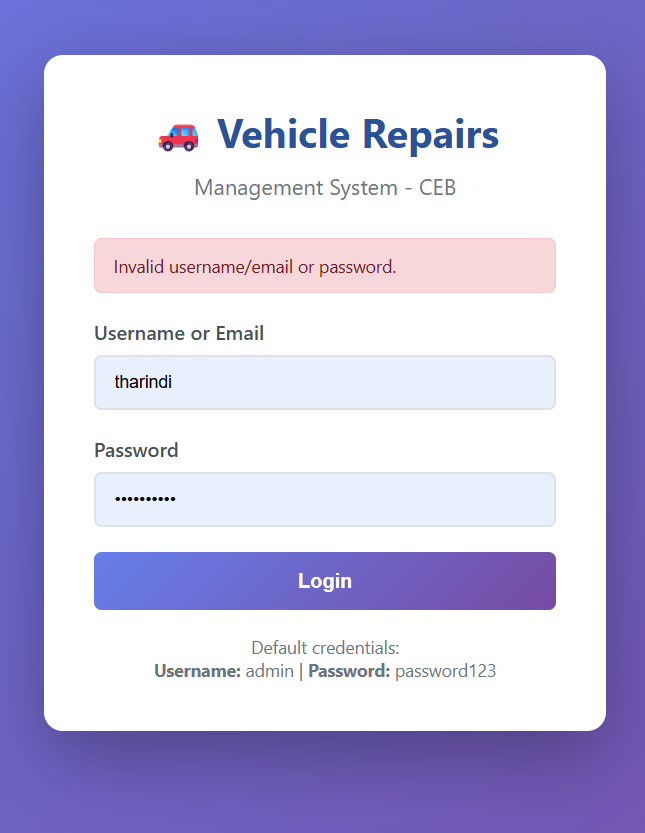 Vehicle Repairs
Management System - CEB
Invalid username/email or password.
Username or Email
tharindi
Password
••••••••••
Login
Default credentials:
Username: admin | Password: password123